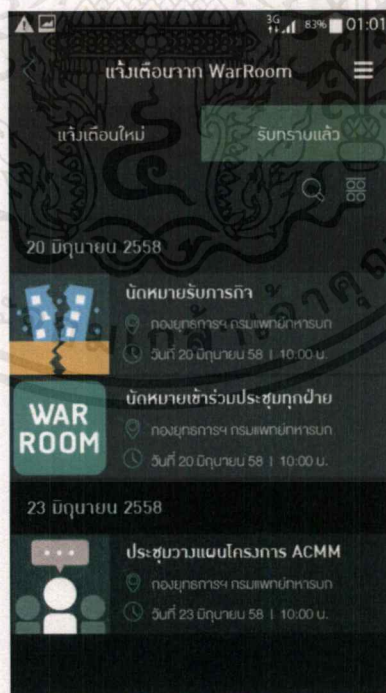 3G 83% 01:01
แจ้งเตือนจาก WarRoom
แจ้งเตือนใหม่ รับทราบแล้ว
20 มิถุนายน 2558
นัดหมายรับภารกิจ
กองยุทธการฯ กรมแพทย์ทหารบก
วันที่ 20 มิถุนายน 58 | 10:00 น.
WAR
ROOM
นัดหมายเข้าร่วมประชุมทุกฝ่าย
กองยุทธการฯ กรมแพทย์ทหารบก
วันที่ 20 มิถุนายน 58 | 10:00 น.
23 มิถุนายน 2558
ประชุมวางแผนโครงการ ACMM
กองยุทธการฯ กรมแพทย์ทหารบก
วันที่ 23 มิถุนายน 58 | 10:00 น.